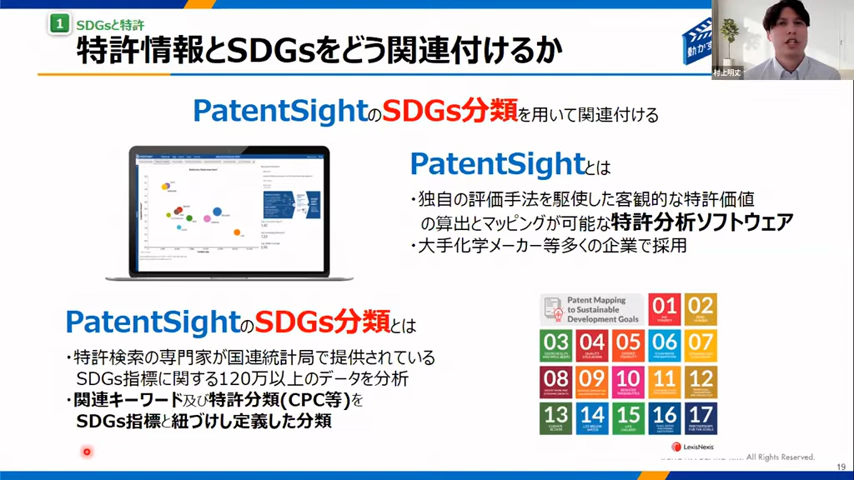 1 SDGsと特許
特許情報とSDGsをどう関連付けるか
動かす
村上明丈
PatentSightのSDGs分類を用いて関連付ける
PatentSightとは
・独自の評価手法を駆使した客観的な特許価値
の算出とマッピングが可能な特許分析ソフトウェア
・大手化学メーカー等多くの企業で採用
PatentSightのSDGs分類とは
・特許検索の専門家が国連統計局で提供されている
SDGs指標に関する120万以上のデータを分析
・関連キーワード及び特許分類(CPC等)を
SDGs指標と紐づけし定義した分類
Patent Mapping
to Sustainable
Development Goals
01 02
03 04 05 06 07
08 09 10 11 12
13 14 15 16 17
LexisNexis
All Rights Reserved.
19